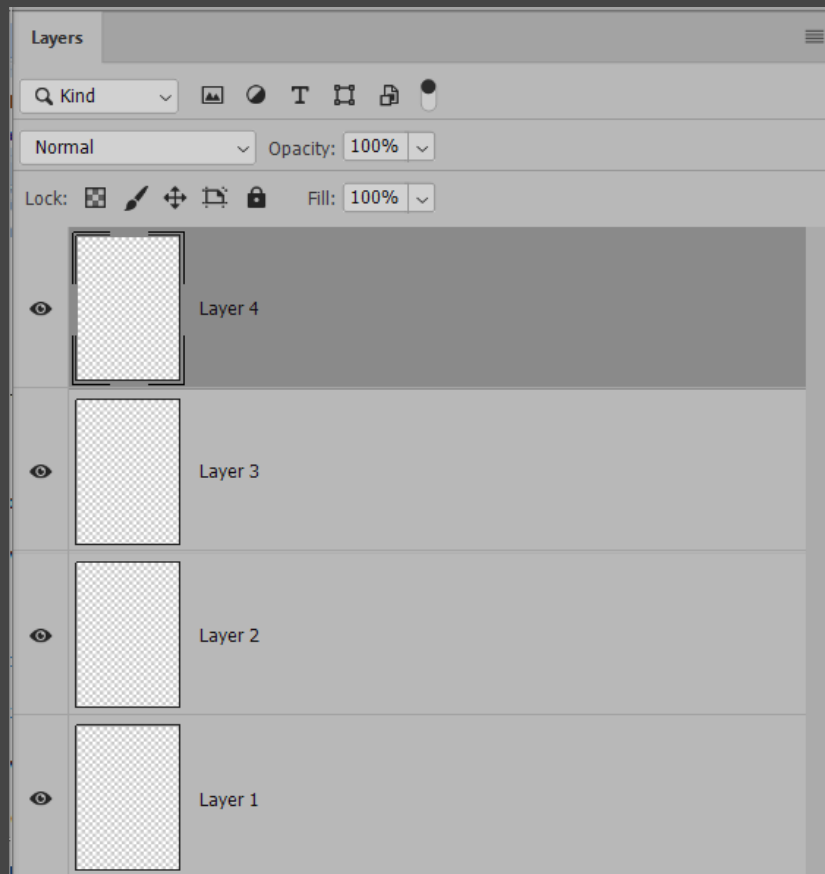 Layers
Kind
Normal Opacity: 100%
Lock: Fill: 100%
Layer 4
Layer 3
Layer 2
Layer 1